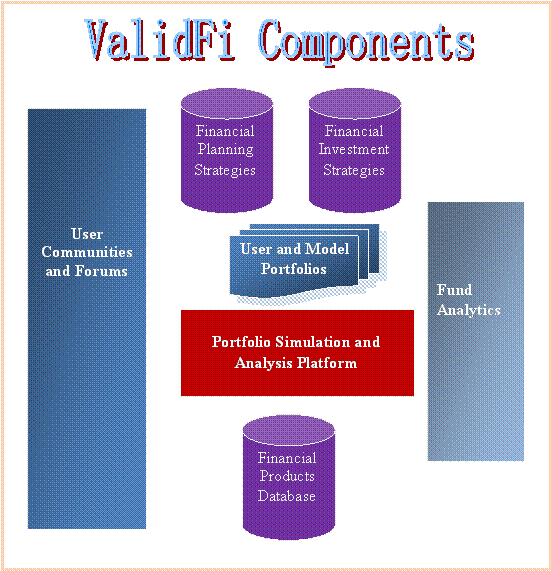 ValidFi Components
Financial
Planning
Strategies
Financial
Investment
Strategies
User
Communities
and Forums
User and Model
Portfolios
Fund
Analytics
Portfolio Simulation and
Analysis Platform
Financial
Products
Database